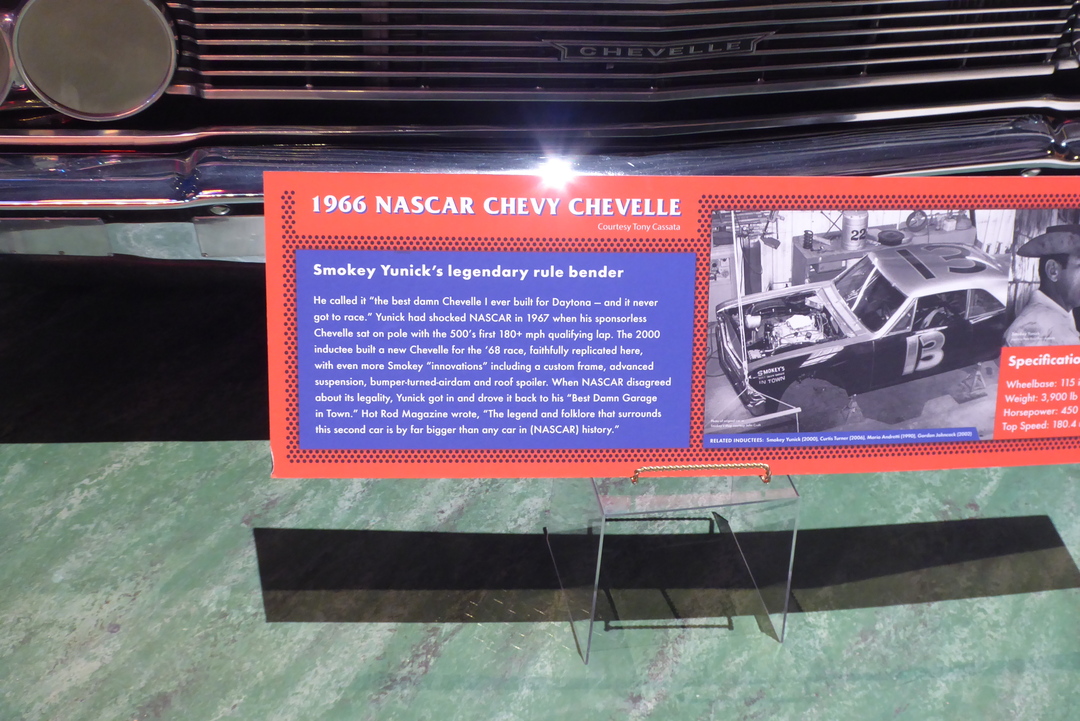 CHEVELLE
1966 NASCAR CHEVY CHEVELLE
Courtesy Tony Cassata
Smokey Yunick's legendary rule bender
He called it "the best damn Chevelle I ever built for Daytona – and it never
got to race." Yunick had shocked NASCAR in 1967 when his sponsorless
Chevelle sat on pole with the 500's first 180+ mph qualifying lap. The 2000
inductee built a new Chevelle for the '68 race, faithfully replicated here,
with even more Smokey "innovations" including a custom frame, advanced
suspension, bumper-turned-airdam and roof spoiler. When NASCAR disagreed
about its legality, Yunick got in and drove it back to his "Best Damn Garage
in Town." Hot Rod Magazine wrote, "The legend and folklore that surrounds
this second car is by far bigger than any car in (NASCAR) history."
22
13
13
SMOKEY'S
IN TOWN
RELATED INDUCTEES: Smokey Yunick (2000), Curtis Turner (2006), Mario Andretti (1990), Gordon Johncock (2002)
Specificatio
Wheelbase: 115 i
Weight: 3,900 lb
Horsepower: 450
Top Speed: 180.4